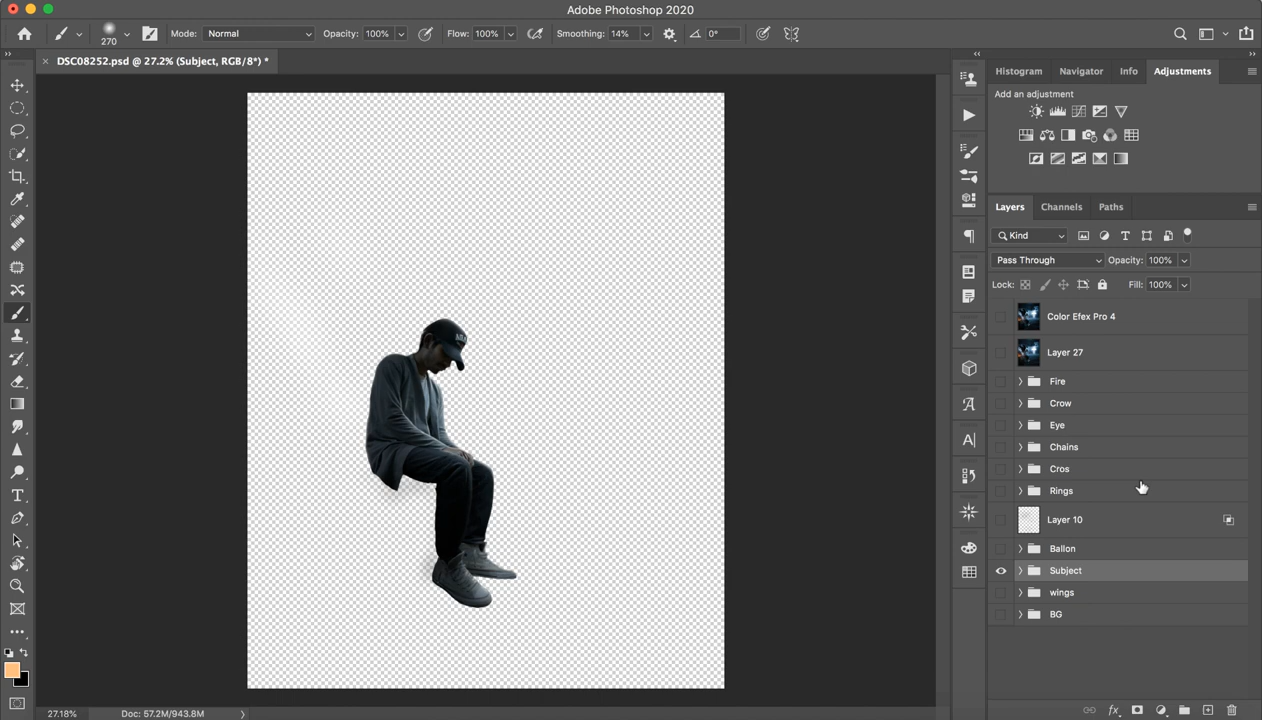 Adobe Photoshop 2020
270
Mode: Normal
Opacity: 100%
Flow: 100%
Smoothing: 14%
0°
DSC08252.psd @ 27.2% (Subject, RGB/8*) *
Histogram
Navigator
Info
Adjustments
Add an adjustment
Layers
Channels
Paths
Kind
Pass Through
Opacity: 100%
Lock:
Fill: 100%
Color Efex Pro 4
Layer 27
Fire
Crow
Eye
Chains
Cros
Rings
Layer 10
Ballon
Subject
wings
BG
27.18%
Doc: 57.2M/943.8M